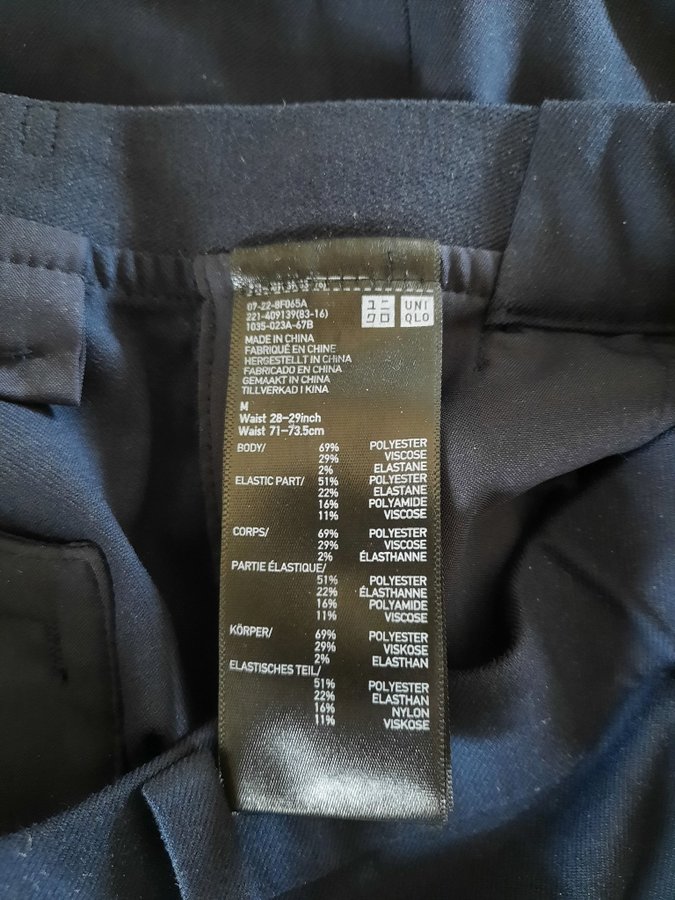 07-22-8F065A
221-409139(83-16)
1035-023A-67B
ユニ
クロ
UNI
QLO
MADE IN CHINA
FABRIQUÉ EN CHINE
HERGESTELLT IN CHINA
FABRICADO EN CHINA
GEMAAKT IN CHINA
TILLVERKAD I KINA
M
Waist 28-29inch
Waist 71-73.5cm
BODY/ 69% POLYESTER
29% VISCOSE
2% ELASTANE
ELASTIC PART/ 51% POLYESTER
22% ELASTANE
16% POLYAMIDE
11% VISCOSE
CORPS/ 69% POLYESTER
29% VISCOSE
2% ÉLASTHANNE
PARTIE ÉLASTIQUE/
51% POLYESTER
22% ÉLASTHANNE
16% POLYAMIDE
11% VISCOSE
KÖRPER/ 69% POLYESTER
29% VISKOSE
2% ELASTHAN
ELASTISCHES TEIL/
51% POLYESTER
22% ELASTHAN
16% NYLON
11% VISKOSE